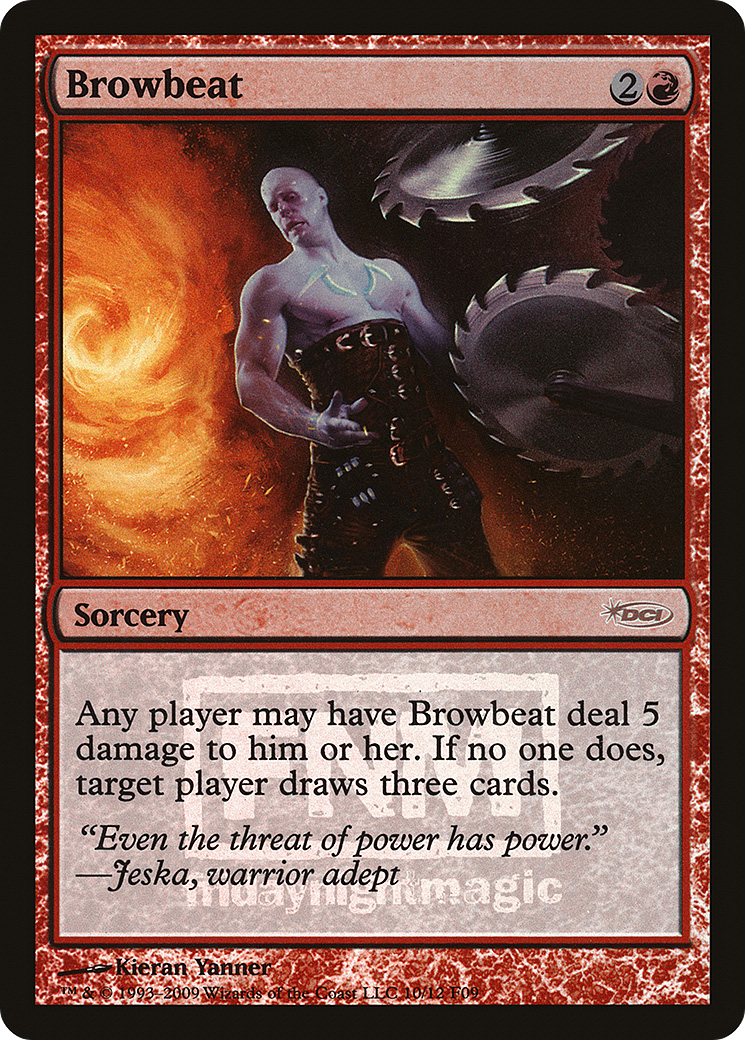 Browbeat 2
Sorcery DCI
Any player may have Browbeat deal 5
damage to him or her. If no one does,
target player draws three cards.
FNM
“Even the threat of power has power.”
—Jeska, warrior adept
fridaynightmagic
Kieran Yanner
™ & © 1993–2009 Wizards of the Coast LLC 10/12 F09